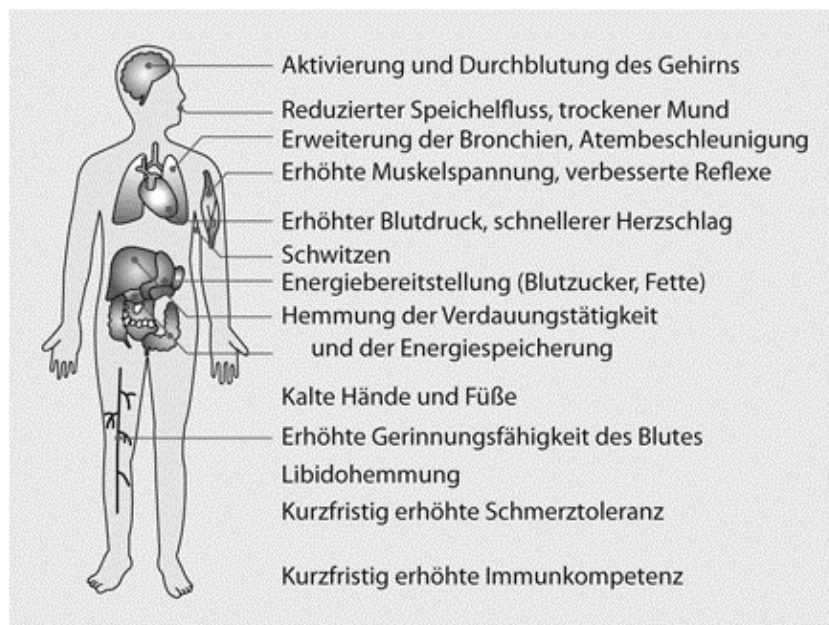 Aktivierung und Durchblutung des Gehirns
Reduzierter Speichelfluss, trockener Mund
Erweiterung der Bronchien, Atembeschleunigung
Erhöhte Muskelspannung, verbesserte Reflexe
Erhöhter Blutdruck, schnellerer Herzschlag
Schwitzen
Energiebereitstellung (Blutzucker, Fette)
Hemmung der Verdauungstätigkeit
und der Energiespeicherung
Kalte Hände und Füße
Erhöhte Gerinnungsfähigkeit des Blutes
Libidohemmung
Kurzfristig erhöhte Schmerztoleranz
Kurzfristig erhöhte Immunkompetenz